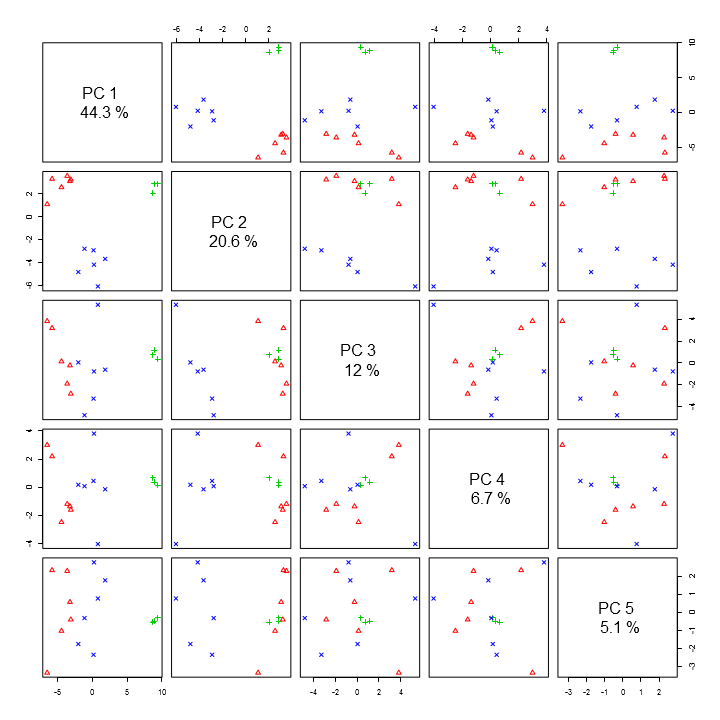 -6 -4 -2 0 2 -4 -2 0 2 4
PC 1
44.3 %
-5 0 5 10
PC 2
20.6 %
-6 -4 -2 0 2
PC 3
12 %
-4 -2 0 2 4
PC 4
6.7 %
-4 -2 0 2 4
PC 5
5.1 %
-3 -2 -1 0 1 2
-5 0 5 10 -4 -2 0 2 4 -3 -2 -1 0 1 2